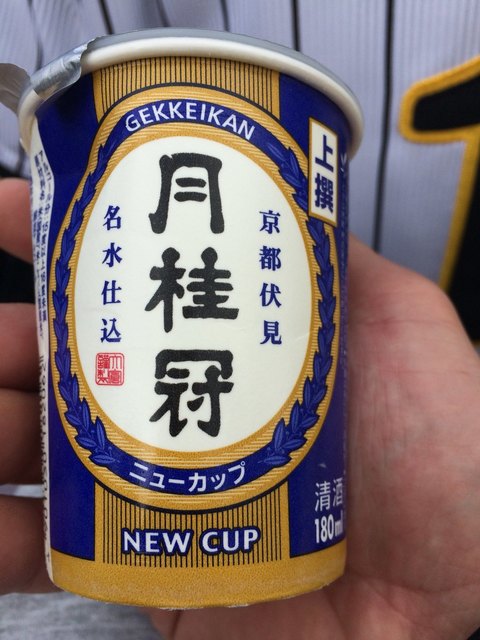 GEKKEIKAN
上撰
月桂冠
京都伏見
名水仕込
ニューカップ
NEW CUP
清酒
180ml
1